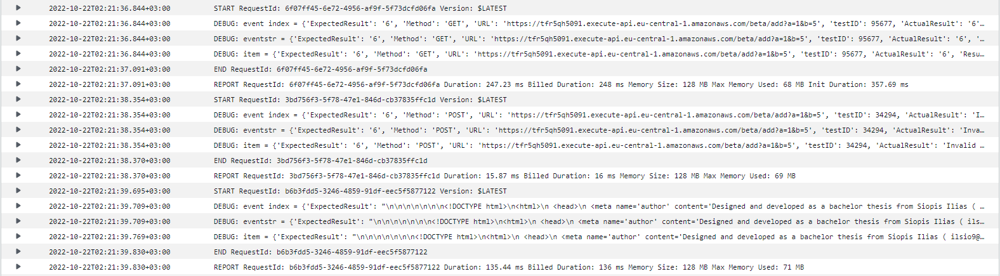 2022-10-22T02:21:36.844+03:00 START RequestId: 6f07ff45-6e72-4956-af9f-5f73dcfd06fa Version: $LATEST
2022-10-22T02:21:36.844+03:00 DEBUG: event index = {'ExpectedResult': '6', 'Method': 'GET', 'URL': 'https://tfr5qh5091.execute-api.eu-central-1.amazonaws.com/beta/add?a=1&b=5', 'testID': 95677, 'ActualResult': '6'…
2022-10-22T02:21:36.844+03:00 DEBUG: eventstr = {'ExpectedResult': '6', 'Method': 'GET', 'URL': 'https://tfr5qh5091.execute-api.eu-central-1.amazonaws.com/beta/add?a=1&b=5', 'testID': 95677, 'ActualResult': '6', '…
2022-10-22T02:21:36.844+03:00 DEBUG: item = {'ExpectedResult': '6', 'Method': 'GET', 'URL': 'https://tfr5qh5091.execute-api.eu-central-1.amazonaws.com/beta/add?a=1&b=5', 'testID': 95677, 'ActualResult': '6', 'Resu…
2022-10-22T02:21:37.091+03:00 END RequestId: 6f07ff45-6e72-4956-af9f-5f73dcfd06fa
2022-10-22T02:21:37.091+03:00 REPORT RequestId: 6f07ff45-6e72-4956-af9f-5f73dcfd06fa Duration: 247.23 ms Billed Duration: 248 ms Memory Size: 128 MB Max Memory Used: 68 MB Init Duration: 357.69 ms
2022-10-22T02:21:38.354+03:00 START RequestId: 3bd756f3-5f78-47e1-846d-cb37835ffc1d Version: $LATEST
2022-10-22T02:21:38.354+03:00 DEBUG: event index = {'ExpectedResult': '6', 'Method': 'POST', 'URL': 'https://tfr5qh5091.execute-api.eu-central-1.amazonaws.com/beta/add?a=1&b=5', 'testID': 34294, 'ActualResult': 'I…
2022-10-22T02:21:38.354+03:00 DEBUG: eventstr = {'ExpectedResult': '6', 'Method': 'POST', 'URL': 'https://tfr5qh5091.execute-api.eu-central-1.amazonaws.com/beta/add?a=1&b=5', 'testID': 34294, 'ActualResult': 'Inva…
2022-10-22T02:21:38.354+03:00 DEBUG: item = {'ExpectedResult': '6', 'Method': 'POST', 'URL': 'https://tfr5qh5091.execute-api.eu-central-1.amazonaws.com/beta/add?a=1&b=5', 'testID': 34294, 'ActualResult': 'Invalid …
2022-10-22T02:21:38.370+03:00 END RequestId: 3bd756f3-5f78-47e1-846d-cb37835ffc1d
2022-10-22T02:21:38.370+03:00 REPORT RequestId: 3bd756f3-5f78-47e1-846d-cb37835ffc1d Duration: 15.87 ms Billed Duration: 16 ms Memory Size: 128 MB Max Memory Used: 69 MB
2022-10-22T02:21:39.695+03:00 START RequestId: b6b3fdd5-3246-4859-91df-eec5f5877122 Version: $LATEST
2022-10-22T02:21:39.709+03:00 DEBUG: event index = {'ExpectedResult': "\n\n\n\n\n\n\n<!DOCTYPE html>\n<html>\n <head>\n <meta name='author' content='Designed and developed as a bachelor thesis from Siopis Ilias ( …
2022-10-22T02:21:39.709+03:00 DEBUG: eventstr = {'ExpectedResult': "\n\n\n\n\n\n\n<!DOCTYPE html>\n<html>\n <head>\n <meta name='author' content='Designed and developed as a bachelor thesis from Siopis Ilias ( ils…
2022-10-22T02:21:39.769+03:00 DEBUG: item = {'ExpectedResult': "\n\n\n\n\n\n\n<!DOCTYPE html>\n<html>\n <head>\n <meta name='author' content='Designed and developed as a bachelor thesis from Siopis Ilias ( ilsio9@…
2022-10-22T02:21:39.830+03:00 END RequestId: b6b3fdd5-3246-4859-91df-eec5f5877122
2022-10-22T02:21:39.830+03:00 REPORT RequestId: b6b3fdd5-3246-4859-91df-eec5f5877122 Duration: 135.44 ms Billed Duration: 136 ms Memory Size: 128 MB Max Memory Used: 71 MB